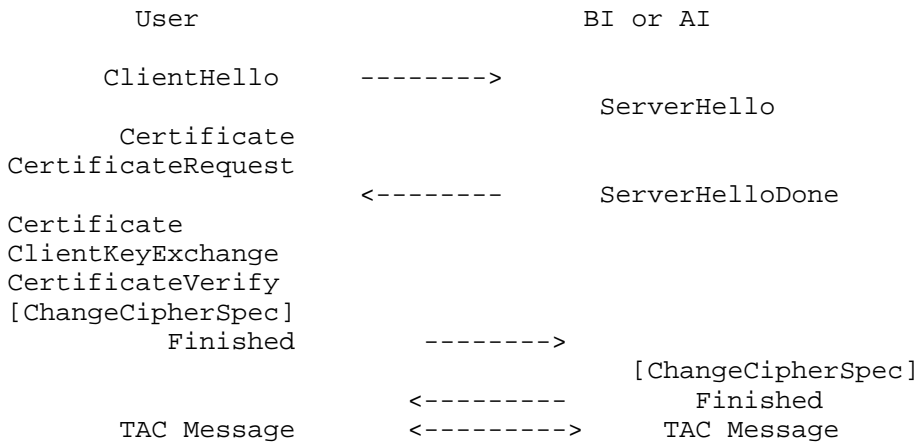 User BI or AI
ClientHello -------->
ServerHello
Certificate
CertificateRequest
<-------- ServerHelloDone
Certificate
ClientKeyExchange
CertificateVerify
[ChangeCipherSpec]
Finished -------->
[ChangeCipherSpec]
<--------- Finished
TAC Message <---------> TAC Message